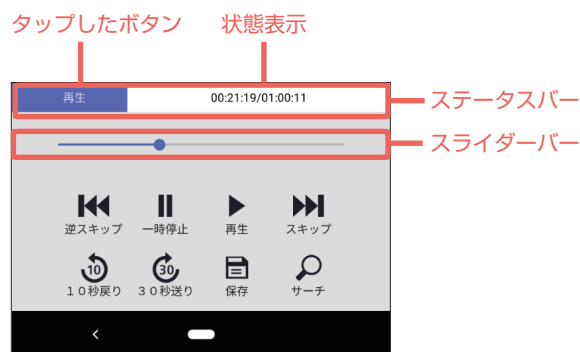 タップしたボタン 状態表示
再生 00:21:19/01:00:11
ステータスバー
スライダーバー
逆スキップ 一時停止 再生 スキップ
10 30
１０秒戻り ３０秒送り 保存 サーチ